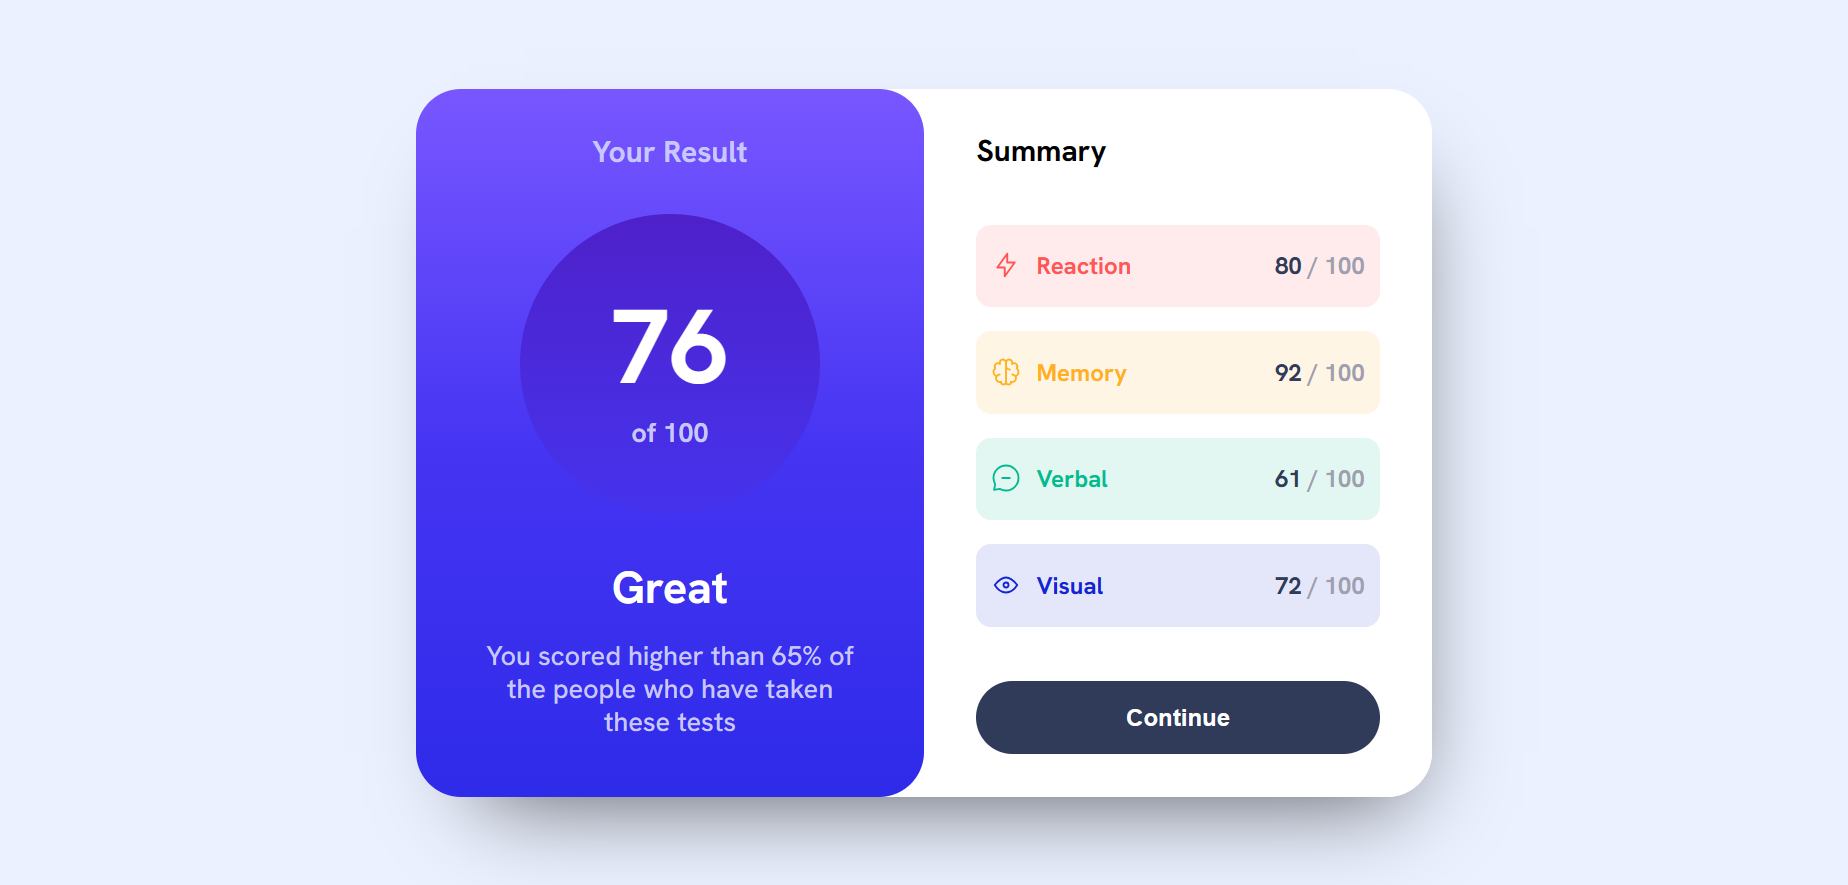 Your Result
76
of 100
Great
You scored higher than 65% of
the people who have taken
these tests
Summary
Reaction 80 / 100
Memory 92 / 100
Verbal 61 / 100
Visual 72 / 100
Continue